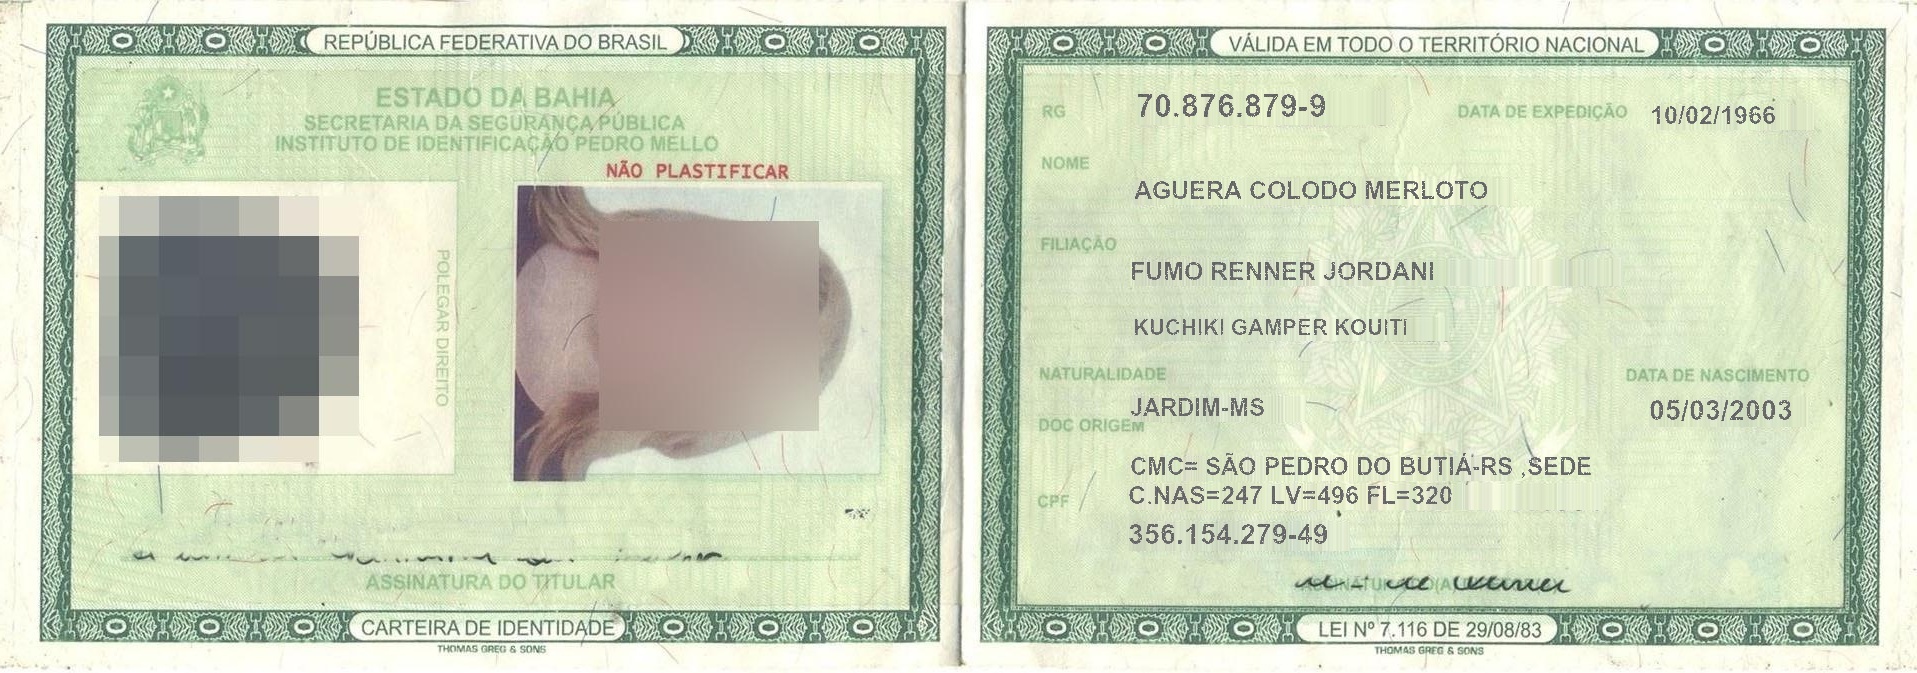 REPÚBLICA FEDERATIVA DO BRASIL
ESTADO DA BAHIA
SECRETARIA DA SEGURANÇA PÚBLICA
INSTITUTO DE IDENTIFICAÇÃO PEDRO MELLO
NÃO PLASTIFICAR
POLEGAR DIREITO
ASSINATURA DO TITULAR
CARTEIRA DE IDENTIDADE
THOMAS GREG & SONS
VÁLIDA EM TODO O TERRITÓRIO NACIONAL
RG 70.876.879-9 DATA DE EXPEDIÇÃO 10/02/1966
NOME
AGUERA COLODO MERLOTO
FILIAÇÃO
FUMO RENNER JORDANI
KUCHIKI GAMPER KOUITI
NATURALIDADE DATA DE NASCIMENTO
JARDIM-MS 05/03/2003
DOC ORIGEM
CMC= SÃO PEDRO DO BUTIÁ-RS ,SEDE
C.NAS=247 LV=496 FL=320
CPF
356.154.279-49
LEI Nº 7.116 DE 29/08/83
THOMAS GREG & SONS